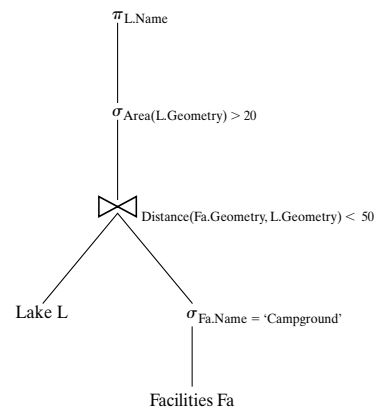 π L.Name
σ Area(L.Geometry) > 20
⋈ Distance(Fa.Geometry, L.Geometry) < 50
Lake L
σ Fa.Name = ‘Campground’
Facilities Fa